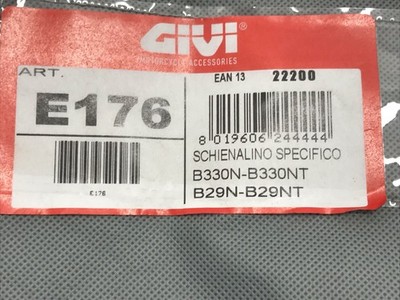 GIVI
MOTORCYCLE ACCESSORIES
ART.
E176
E176
EAN 13 22200
8 019606 244444
SCHIENALINO SPECIFICO
B330N-B330NT
B29N-B29NT